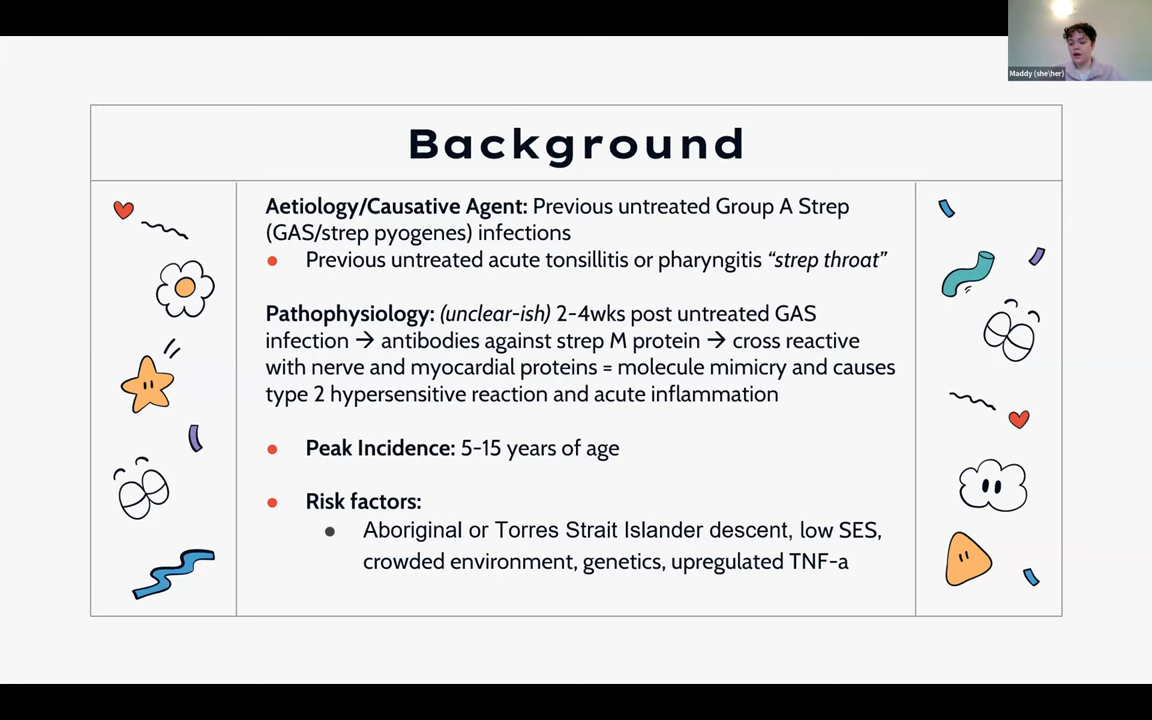 Maddy (she\her)
Background
Aetiology/Causative Agent: Previous untreated Group A Strep
(GAS/strep pyogenes) infections
● Previous untreated acute tonsillitis or pharyngitis “strep throat”
Pathophysiology: (unclear-ish) 2-4wks post untreated GAS
infection → antibodies against strep M protein → cross reactive
with nerve and myocardial proteins = molecule mimicry and causes
type 2 hypersensitive reaction and acute inflammation
● Peak Incidence: 5-15 years of age
● Risk factors:
● Aboriginal or Torres Strait Islander descent, low SES,
crowded environment, genetics, upregulated TNF-a